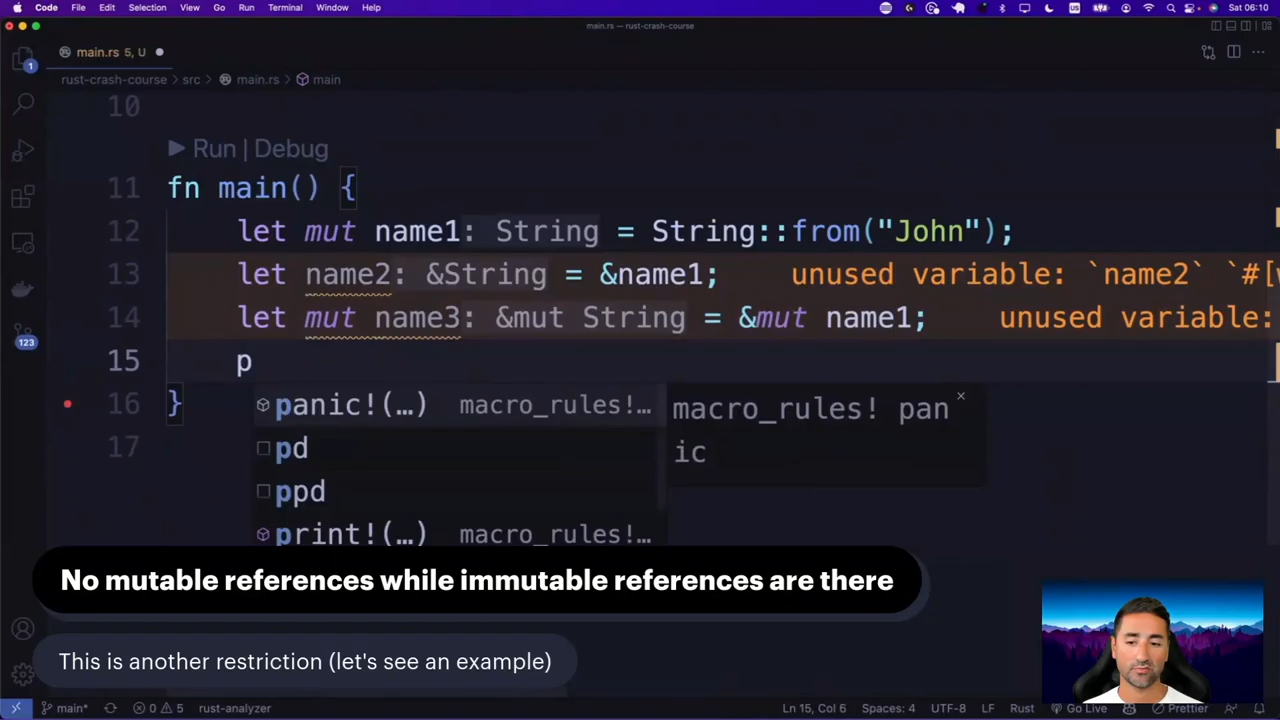 Code File Edit Selection View Go Run Terminal Window Help Sat 06:10
main.rs — rust-crash-course
main.rs 5, U
rust-crash-course > src > main.rs > main
10
Run | Debug
11 fn main() {
12 let mut name1: String = String::from("John");
13 let name2: &String = &name1; unused variable: `name2` `#[w
14 let mut name3: &mut String = &mut name1; unused variable:
15 p
16 }
17
panic!(…) macro_rules!…
pd
ppd
print!(…) macro_rules!…
macro_rules! pan
ic
1
123
No mutable references while immutable references are there
This is another restriction (let's see an example)
main* 0 5 rust-analyzer Ln 15, Col 6 Spaces: 4 UTF-8 LF Rust Go Live Prettier